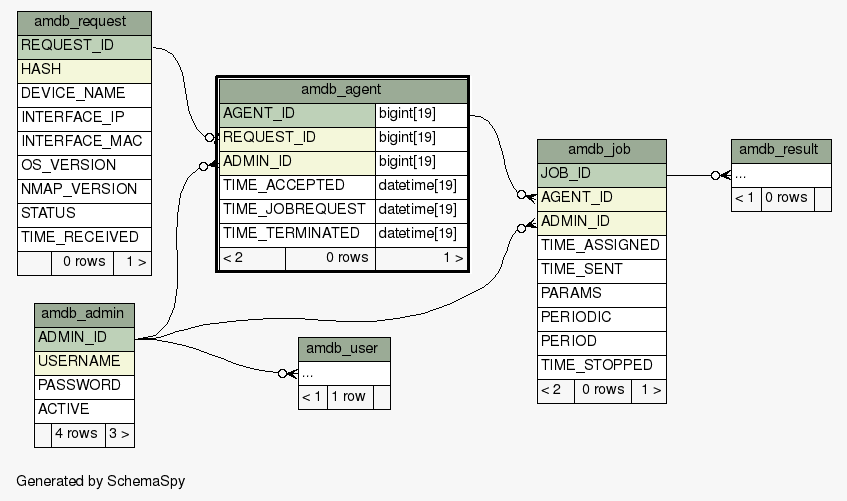 amdb_request
REQUEST_ID
HASH
DEVICE_NAME
INTERFACE_IP
INTERFACE_MAC
OS_VERSION
NMAP_VERSION
STATUS
TIME_RECEIVED
0 rows 1 >
amdb_agent
AGENT_ID bigint[19]
REQUEST_ID bigint[19]
ADMIN_ID bigint[19]
TIME_ACCEPTED datetime[19]
TIME_JOBREQUEST datetime[19]
TIME_TERMINATED datetime[19]
< 2 0 rows 1 >
amdb_job
JOB_ID
AGENT_ID
ADMIN_ID
TIME_ASSIGNED
TIME_SENT
PARAMS
PERIODIC
PERIOD
TIME_STOPPED
< 2 0 rows 1 >
amdb_result
...
< 1 0 rows
amdb_admin
ADMIN_ID
USERNAME
PASSWORD
ACTIVE
4 rows 3 >
amdb_user
...
< 1 1 row
Generated by SchemaSpy